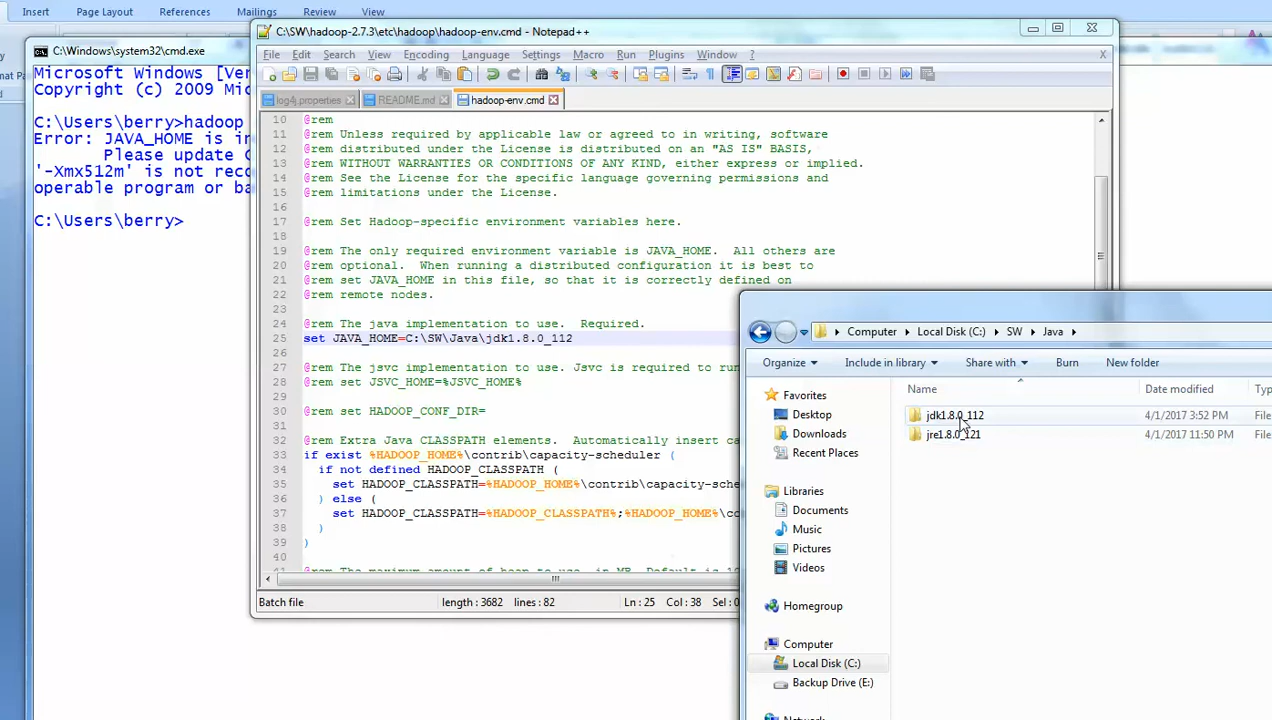 Insert Page Layout References Mailings Review View
C:\Windows\system32\cmd.exe
Microsoft Windows
Copyright (c) 2009
C:\Users\berry>hadoop
Error: JAVA_HOME is
Please update
'-Xmx512m' is not
operable program or
C:\Users\berry>
C:\SW\hadoop-2.7.3\etc\hadoop\hadoop-env.cmd - Notepad++
File Edit Search View Encoding Language Settings Macro Run Plugins Window ? X
log4j.properties README.md hadoop-env.cmd
10 @rem
11 @rem Unless required by applicable law or agreed to in writing, software
12 @rem distributed under the License is distributed on an "AS IS" BASIS,
13 @rem WITHOUT WARRANTIES OR CONDITIONS OF ANY KIND, either express or implied.
14 @rem See the License for the specific language governing permissions and
15 @rem limitations under the License.
16
17 @rem Set Hadoop-specific environment variables here.
18
19 @rem The only required environment variable is JAVA_HOME.  All others are
20 @rem optional.  When running a distributed configuration it is best to
21 @rem set JAVA_HOME in this file, so that it is correctly defined on
22 @rem remote nodes.
23
24 @rem The java implementation to use.  Required.
25 set JAVA_HOME=C:\SW\Java\jdk1.8.0_112
26
27 @rem The jsvc implementation to use. Jsvc is required to
28 @rem set JSVC_HOME=%JSVC_HOME%
29
30 @rem set HADOOP_CONF_DIR=
31
32 @rem Extra Java CLASSPATH elements.  Automatically insert
33 if exist %HADOOP_HOME%\contrib\capacity-scheduler (
34 if not defined HADOOP_CLASSPATH (
35 set HADOOP_CLASSPATH=%HADOOP_HOME%\contrib\capacity-sche
36 ) else (
37 set HADOOP_CLASSPATH=%HADOOP_CLASSPATH%;%HADOOP_HOME%\co
38 )
39 )
40
Batch file length : 3682 lines : 82 Ln : 25 Col : 38 Sel : 0
Computer Local Disk (C:) SW Java
Organize Include in library Share with Burn New folder
Name Date modified
Favorites
Desktop
Downloads
Recent Places
Libraries
Documents
Music
Pictures
Videos
Homegroup
Computer
Local Disk (C:)
Backup Drive (E:)
jdk1.8.0_112 4/1/2017 3:52 PM
jre1.8.0_121 4/1/2017 11:50 PM